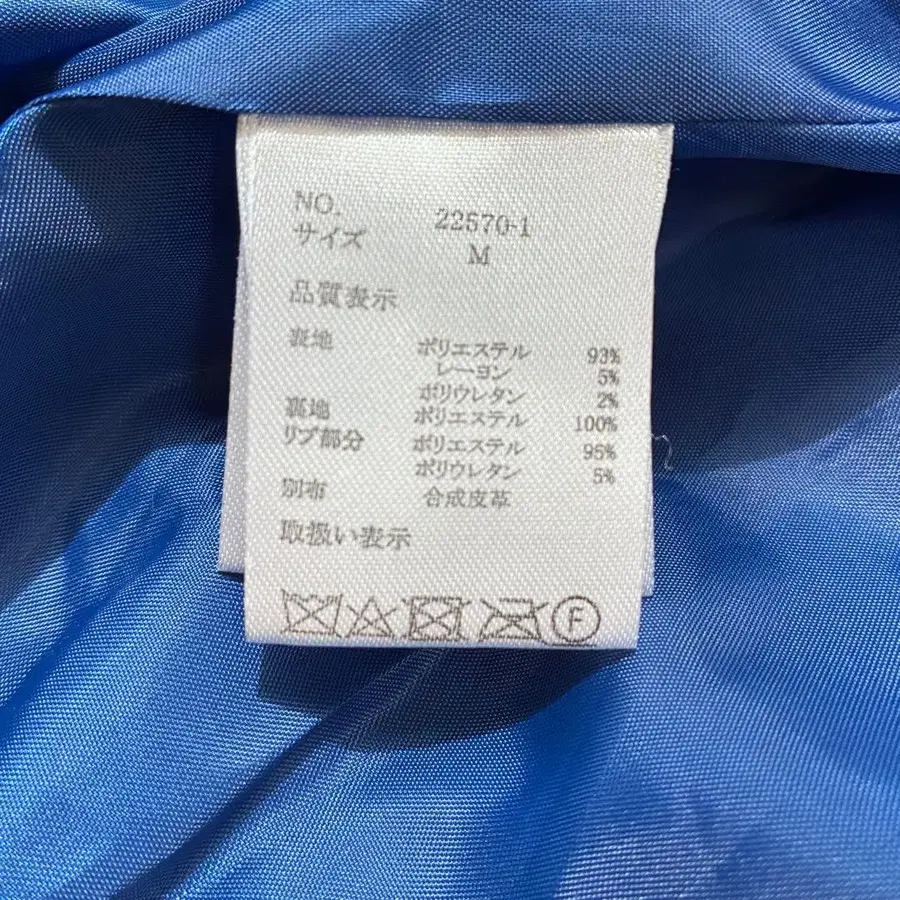 NO. 22570-1
サイズ M
品質表示
表地 ポリエステル 93%
レーヨン 5%
ポリウレタン 2%
裏地 ポリエステル 100%
リブ部分 ポリエステル 95%
ポリウレタン 5%
別布 合成皮革
取扱い表示
F